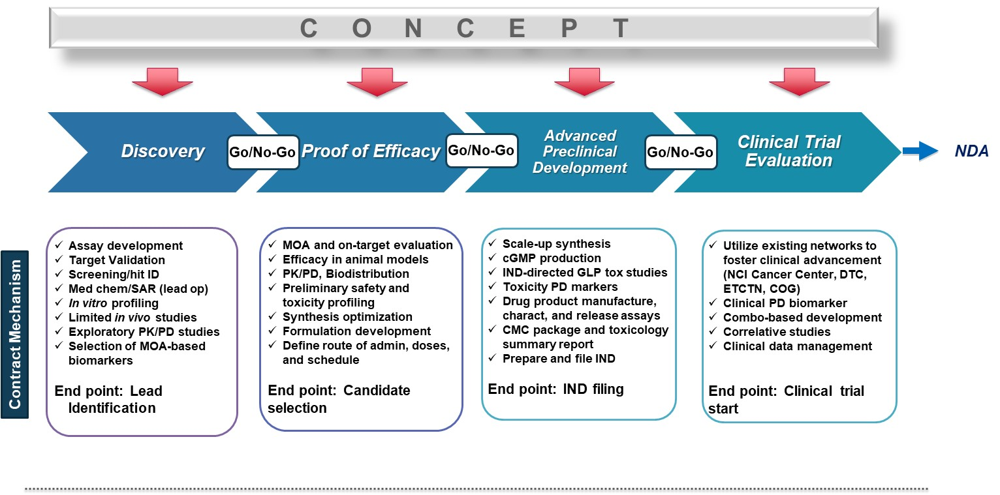 C O N C E P T
Discovery
Go/No-Go
Proof of Efficacy
Go/No-Go
Advanced
Preclinical
Development
Go/No-Go
Clinical Trial
Evaluation
NDA
Contract Mechanism
✓ Assay development
✓ Target Validation
✓ Screening/hit ID
✓ Med chem/SAR (lead op)
✓ In vitro profiling
✓ Limited in vivo studies
✓ Exploratory PK/PD studies
✓ Selection of MOA-based
biomarkers
End point: Lead
Identification
✓ MOA and on-target evaluation
✓ Efficacy in animal models
✓ PK/PD, Biodistribution
✓ Preliminary safety and
toxicity profiling
✓ Synthesis optimization
✓ Formulation development
✓ Define route of admin, doses,
and schedule
End point: Candidate
selection
✓ Scale-up synthesis
✓ cGMP production
✓ IND-directed GLP tox studies
✓ Toxicity PD markers
✓ Drug product manufacture,
charact, and release assays
✓ CMC package and toxicology
summary report
✓ Prepare and file IND
End point: IND filing
✓ Utilize existing networks to
foster clinical advancement
(NCI Cancer Center, DTC,
ETCTN, COG)
✓ Clinical PD biomarker
✓ Combo-based development
✓ Correlative studies
✓ Clinical data management
End point: Clinical trial
start